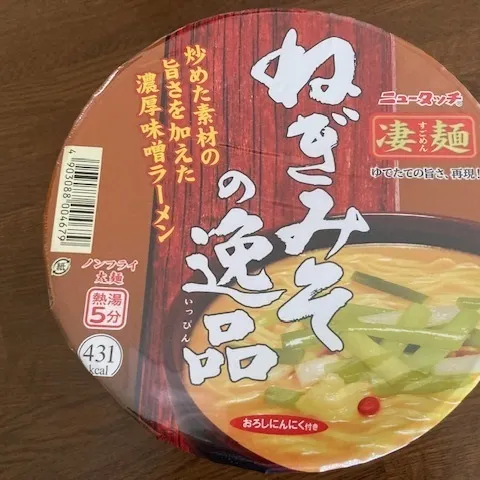 ニュータッチ
凄麺
すごめん
ゆでたての旨さ、再現!
ねぎみその逸品
いっぴん
炒めた素材の
旨さを加えた
濃厚味噌ラーメン
4903088004679
ノンフライ
太麺
紙
熱湯
5分
431
kcal
おろしにんにく付き